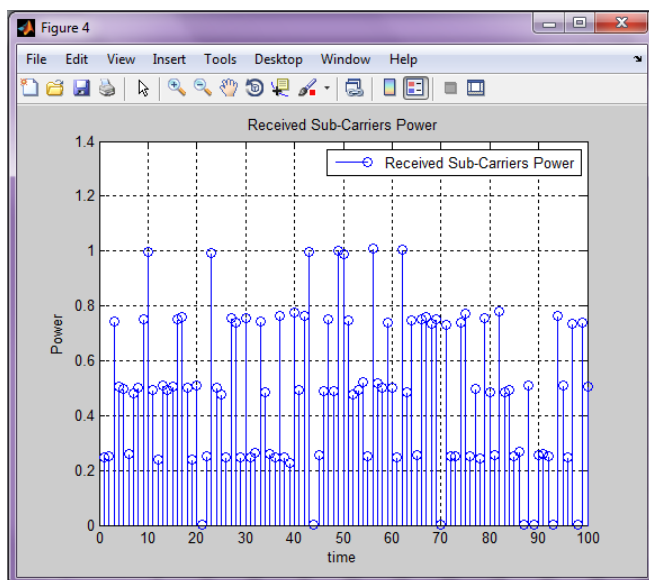 Figure 4
File Edit View Insert Tools Desktop Window Help
Received Sub-Carriers Power
Received Sub-Carriers Power
1.4
1.2
1
0.8
0.6
0.4
0.2
0
Power
0 10 20 30 40 50 60 70 80 90 100
time